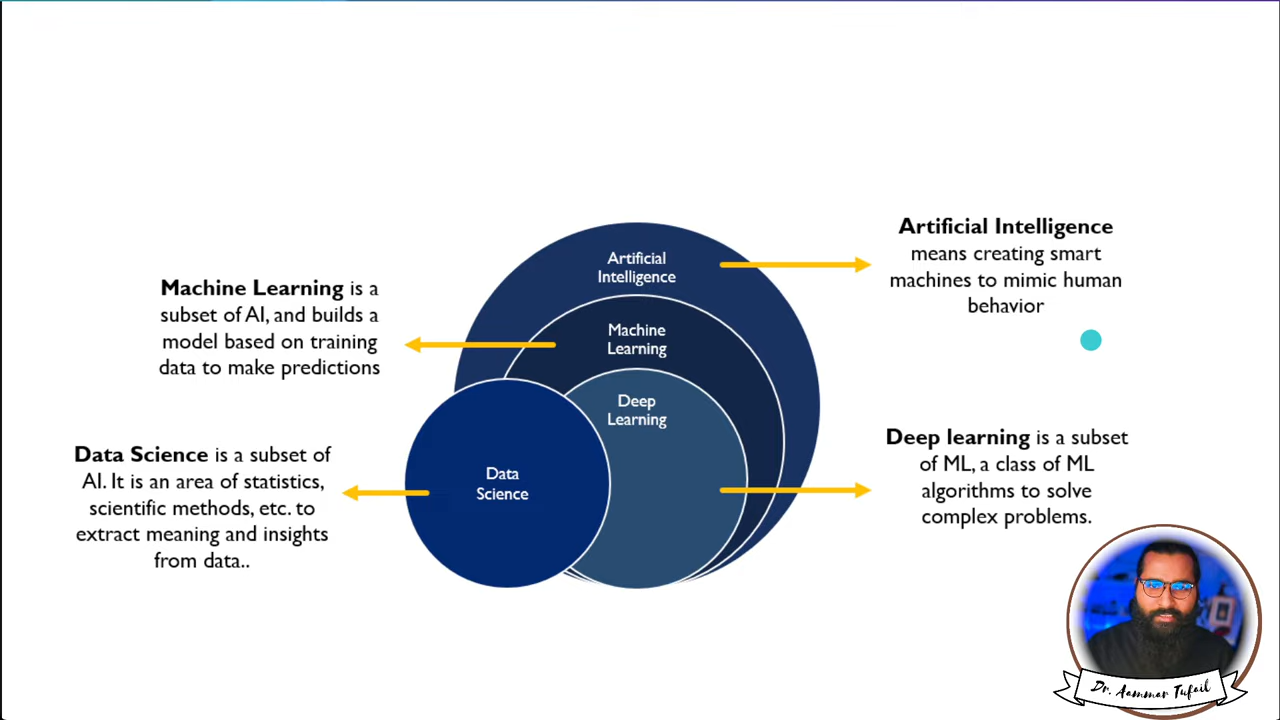 Artificial Intelligence
means creating smart
machines to mimic human
behavior
Machine Learning is a
subset of AI, and builds a
model based on training
data to make predictions
Artificial
Intelligence
Machine
Learning
Deep
Learning
Data
Science
Data Science is a subset of
AI. It is an area of statistics,
scientific methods, etc. to
extract meaning and insights
from data..
Deep learning is a subset
of ML, a class of ML
algorithms to solve
complex problems.
Dr. Aammar Tufail